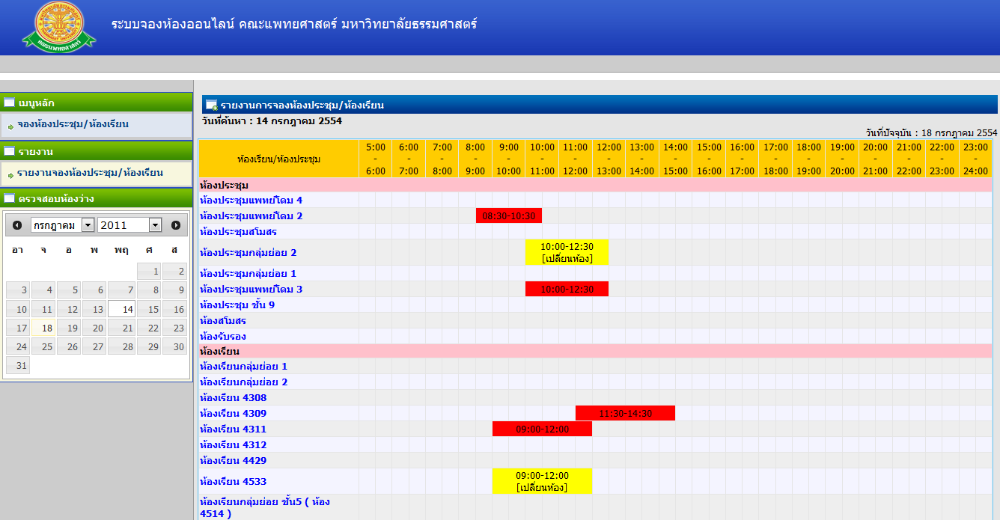 ระบบจองห้องออนไลน์ คณะแพทยศาสตร์ มหาวิทยาลัยธรรมศาสตร์
คณะแพทยศาสตร์
เมนูหลัก
จองห้องประชุม/ห้องเรียน
รายงาน
รายงานจองห้องประชุม/ห้องเรียน
ตรวจสอบห้องว่าง
กรกฎาคม 2011
อา จ อ พ พฤ ศ ส
1 2
3 4 5 6 7 8 9
10 11 12 13 14 15 16
17 18 19 20 21 22 23
24 25 26 27 28 29 30
31
รายงานการจองห้องประชุม/ห้องเรียน
วันที่ค้นหา : 14 กรกฎาคม 2554
วันที่ปัจจุบัน : 18 กรกฎาคม 2554
ห้องเรียน/ห้องประชุม
5:00 6:00 7:00 8:00 9:00 10:00 11:00 12:00 13:00 14:00 15:00 16:00 17:00 18:00 19:00 20:00 21:00 22:00 23:00
- - - - - - - - - - - - - - - - - - -
6:00 7:00 8:00 9:00 10:00 11:00 12:00 13:00 14:00 15:00 16:00 17:00 18:00 19:00 20:00 21:00 22:00 23:00 24:00
ห้องประชุม
ห้องประชุมแพทย์โดม 4
ห้องประชุมแพทย์โดม 2 08:30-10:30
ห้องประชุมสโมสร
ห้องประชุมกลุ่มย่อย 2 10:00-12:30
[เปลี่ยนห้อง]
ห้องประชุมกลุ่มย่อย 1
ห้องประชุมแพทย์โดม 3 10:00-12:30
ห้องประชุม ชั้น 9
ห้องสโมสร
ห้องรับรอง
ห้องเรียน
ห้องเรียนกลุ่มย่อย 1
ห้องเรียนกลุ่มย่อย 2
ห้องเรียน 4308
ห้องเรียน 4309 11:30-14:30
ห้องเรียน 4311 09:00-12:00
ห้องเรียน 4312
ห้องเรียน 4429
ห้องเรียน 4533 09:00-12:00
[เปลี่ยนห้อง]
ห้องเรียนกลุ่มย่อย ชั้น5 ( ห้อง
4514 )